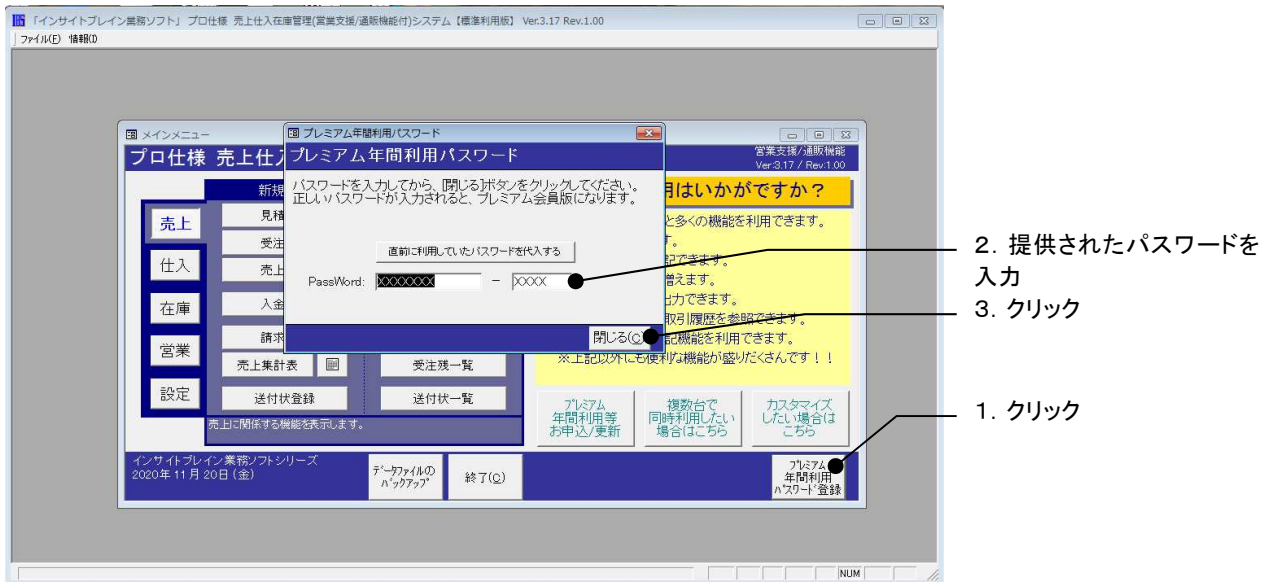 「インサイトブレイン業務ソフト」 プロ仕様 売上仕入在庫管理(営業支援/通販機能付)システム【標準利用版】 Ver.3.17 Rev.1.00
ファイル(F) 情報(I)
メインメニュー
プロ仕様 売上仕入
営業支援/通販機能
Ver:3.17 / Rev:1.00
プレミアム年間利用パスワード
プレミアム年間利用パスワード
パスワードを入力してから、[閉じる]ボタンをクリックしてください。
正しいパスワードが入力されると、プレミアム会員版になります。
直前に利用していたパスワードを代入する
PassWord: XXXXXXXX - XXXX
閉じる(C)
新規
用はいかがですか？
売上
仕入
在庫
営業
設定
見積
受注
売上
入金
請求
売上集計表
受注残一覧
送付状登録
送付状一覧
売上に関係する機能を表示します。
と多くの機能を利用できます。
す。
記できます。
増えます。
出力できます。
取引履歴を参照できます。
記機能を利用できます。
※上記以外にも便利な機能が盛りだくさんです！！
プレミアム
年間利用等
お申込/更新
複数台で
同時利用したい
場合はこちら
カスタマイズ
したい場合は
こちら
インサイトブレイン業務ソフトシリーズ
2020年 11月 20日 (金)
データファイルの
バックアップ
終了(C)
プレミアム
年間利用
パスワード登録
NUM
2．提供されたパスワードを
入力
3．クリック
1．クリック